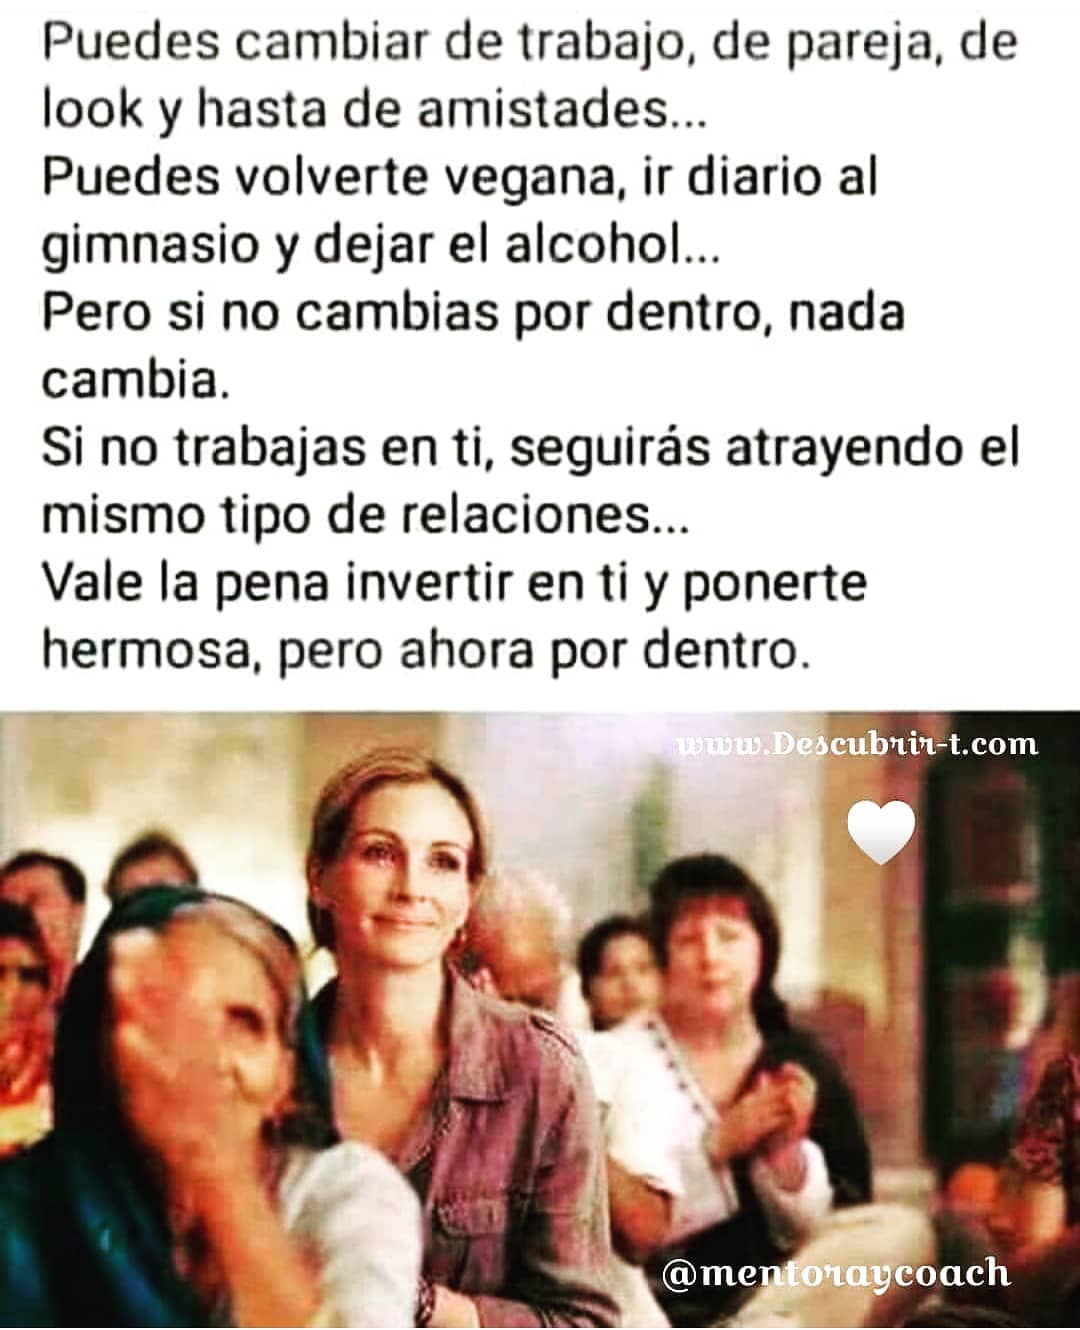 Puedes cambiar de trabajo, de pareja, de
look y hasta de amistades...
Puedes volverte vegana, ir diario al
gimnasio y dejar el alcohol...
Pero si no cambias por dentro, nada
cambia.
Si no trabajas en ti, seguirás atrayendo el
mismo tipo de relaciones...
Vale la pena invertir en ti y ponerte
hermosa, pero ahora por dentro.
www.Descubrir-t.com
@mentoraycoach